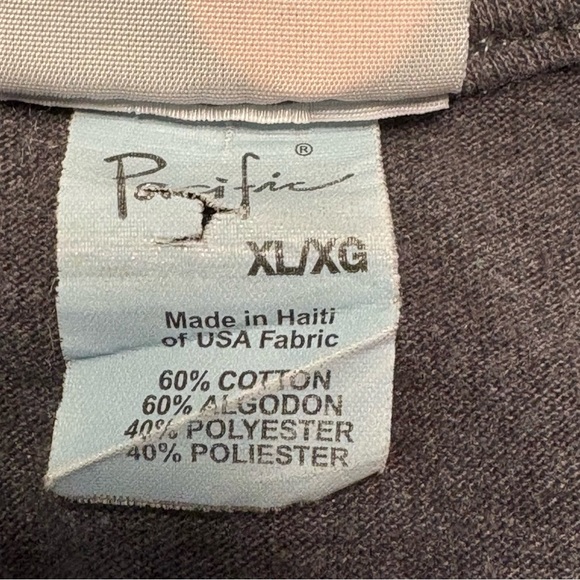 Pacific®
XL/XG
Made in Haiti
of USA Fabric
60% COTTON
60% ALGODON
40% POLYESTER
40% POLIESTER